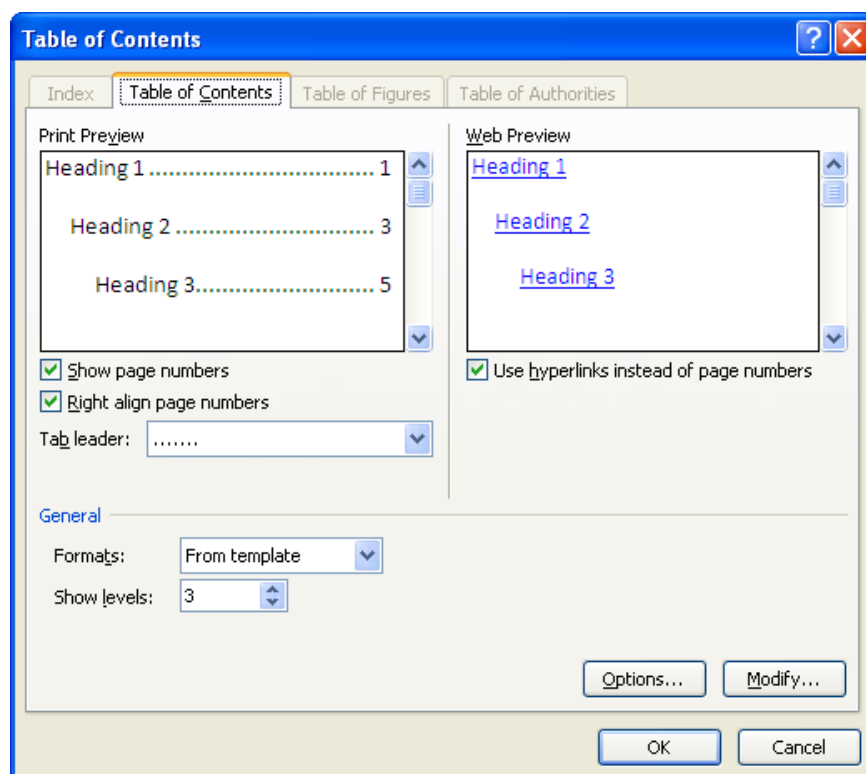 Table of Contents
Index Table of Contents Table of Figures Table of Authorities
Print Preview
Heading 1 .................................. 1
Heading 2 ............................... 3
Heading 3........................... 5
Show page numbers
Right align page numbers
Tab leader: .......
Web Preview
Heading 1
Heading 2
Heading 3
Use hyperlinks instead of page numbers
General
Formats: From template
Show levels: 3
Options... Modify...
OK Cancel